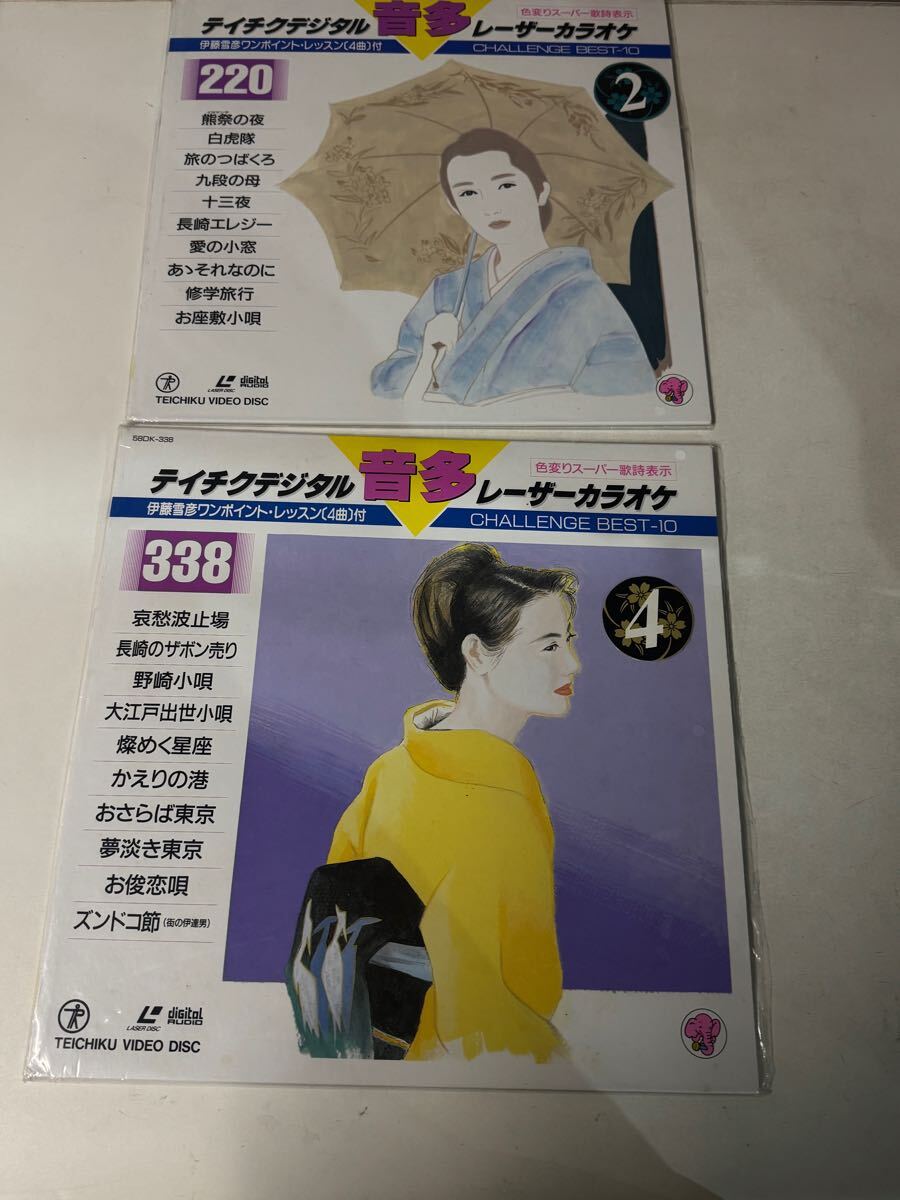 テイチクデジタル 音多 レーザーカラオケ
色変りスーパー歌詩表示
伊藤雪彦ワンポイント・レッスン〔4曲〕付
CHALLENGE BEST-10
220
2
熊祭の夜
白虎隊
旅のつばくろ
九段の母
十三夜
長崎エレジー
愛の小窓
あゝそれなのに
修学旅行
お座敷小唄
LASER DISC
digital AUDIO
TEICHIKU VIDEO DISC
58DK-338
テイチクデジタル 音多 レーザーカラオケ
色変りスーパー歌詩表示
伊藤雪彦ワンポイント・レッスン〔4曲〕付
CHALLENGE BEST-10
338
4
哀愁波止場
長崎のザボン売り
野崎小唄
大江戸出世小唄
燦めく星座
かえりの港
おさらば東京
夢淡き東京
お俊恋唄
ズンドコ節(街の伊達男)
LASER DISC
digital AUDIO
TEICHIKU VIDEO DISC